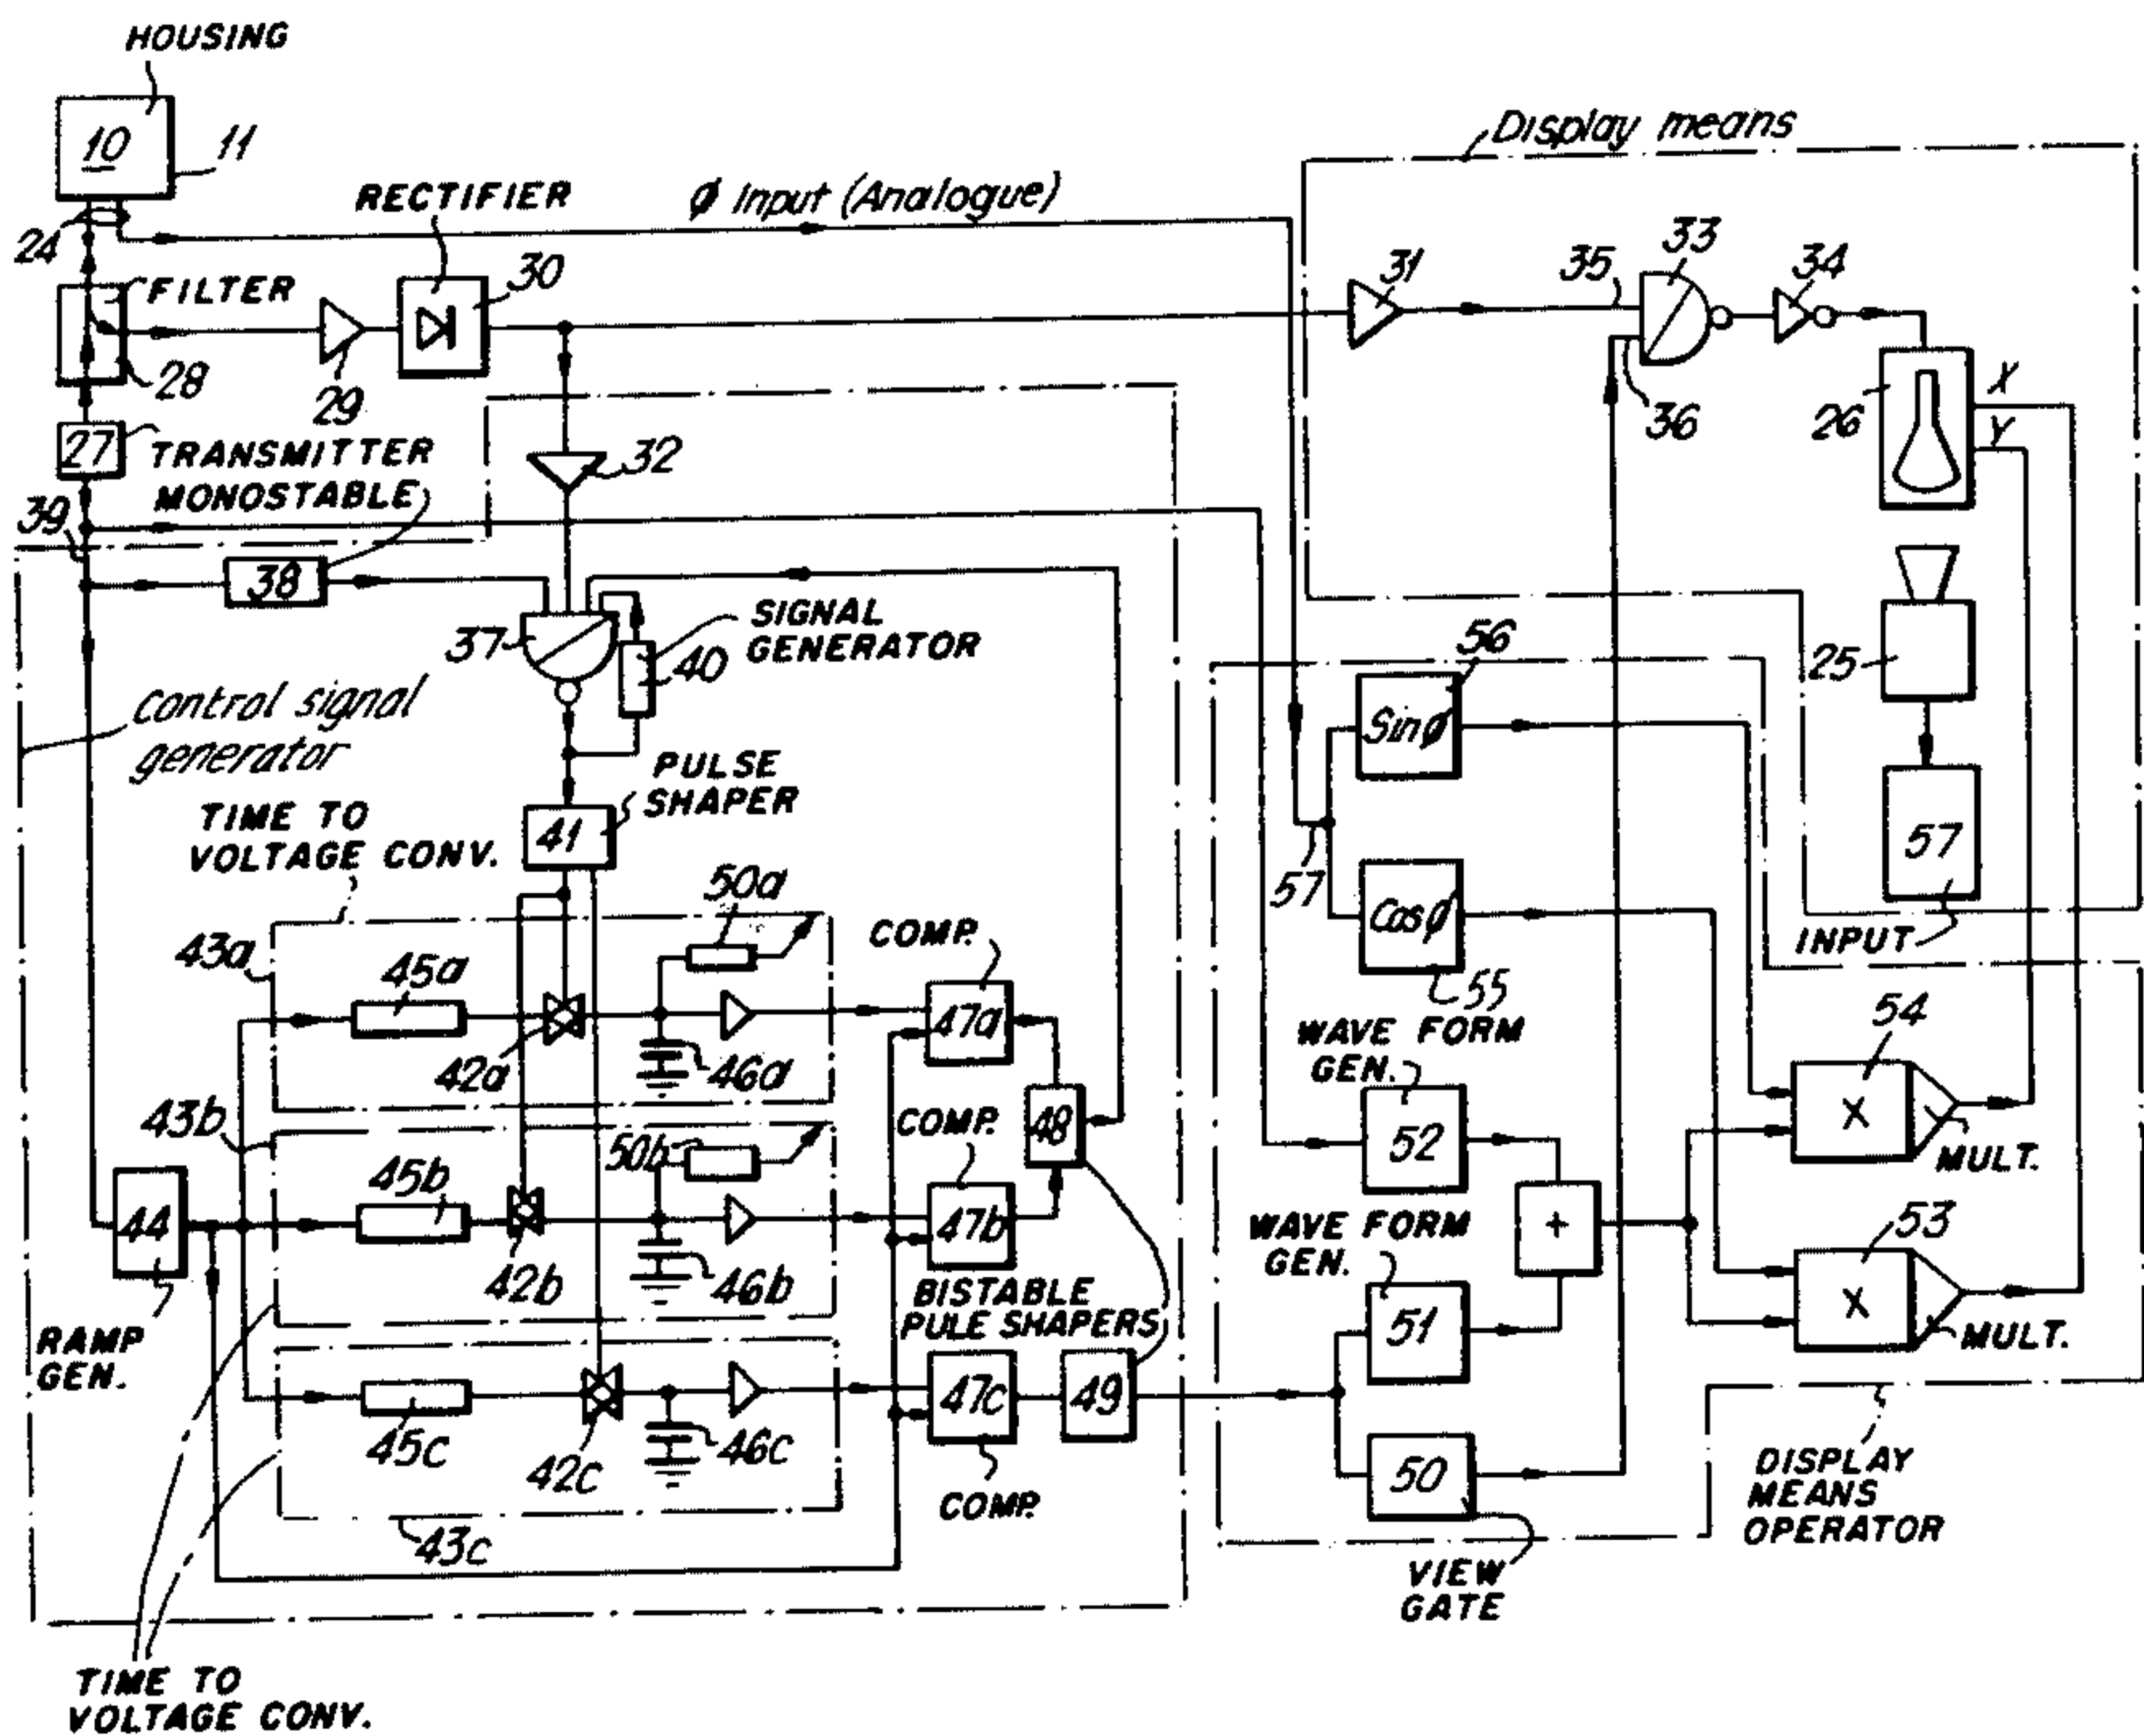 HOUSING
10
11
Display means
RECTIFIER
ø Input (Analogue)
24
FILTER
30
31
35
33
34
28
29
X
Y
26
36
27
TRANSMITTER
MONOSTABLE
32
39
38
37
SIGNAL
GENERATOR
40
56
25
Control signal
generator
Sinø
PULSE
SHAPER
TIME TO
VOLTAGE CONV.
41
57
50a
57
Cosø
INPUT
43a
45a
COMP.
55
42a
46a
47a
WAVE FORM
GEN.
54
43b
50b
COMP.
48
52
X
MULT.
45b
44
42b
46b
47b
WAVE FORM
GEN.
+
53
BISTABLE
PULE SHAPERS
51
X
MULT.
RAMP
GEN.
45c
42c
46c
47c
49
50
COMP.
43c
DISPLAY
MEANS
OPERATOR
VIEW
GATE
TIME TO
VOLTAGE CONV.